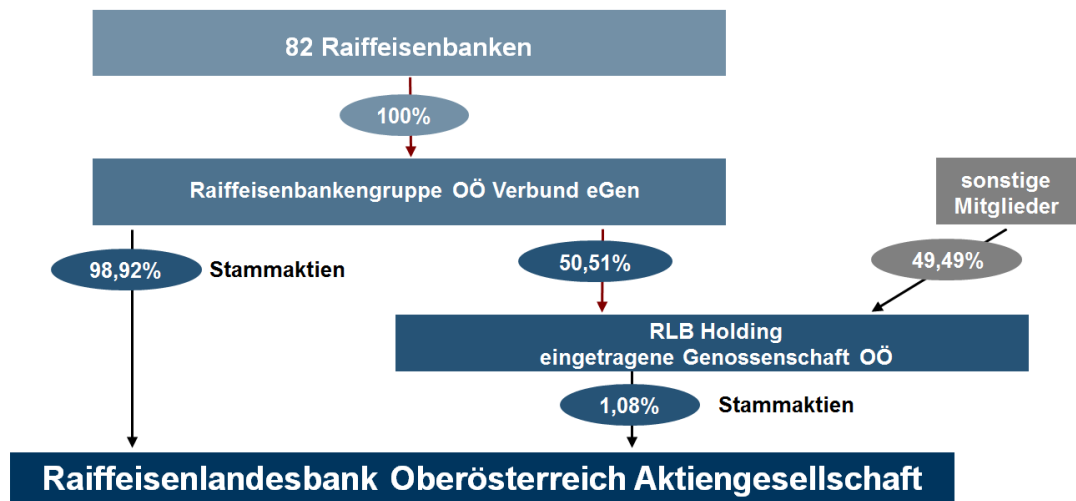 82 Raiffeisenbanken
100%
Raiffeisenbankengruppe OÖ Verbund eGen
sonstige
Mitglieder
98,92%
Stammaktien
50,51%
49,49%
RLB Holding
eingetragene Genossenschaft OÖ
1,08%
Stammaktien
Raiffeisenlandesbank Oberösterreich Aktiengesellschaft